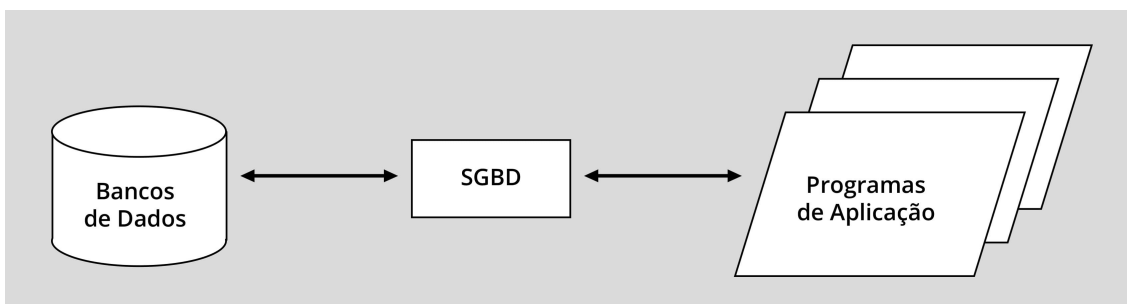 Bancos
de Dados
SGBD
Programas
de Aplicação